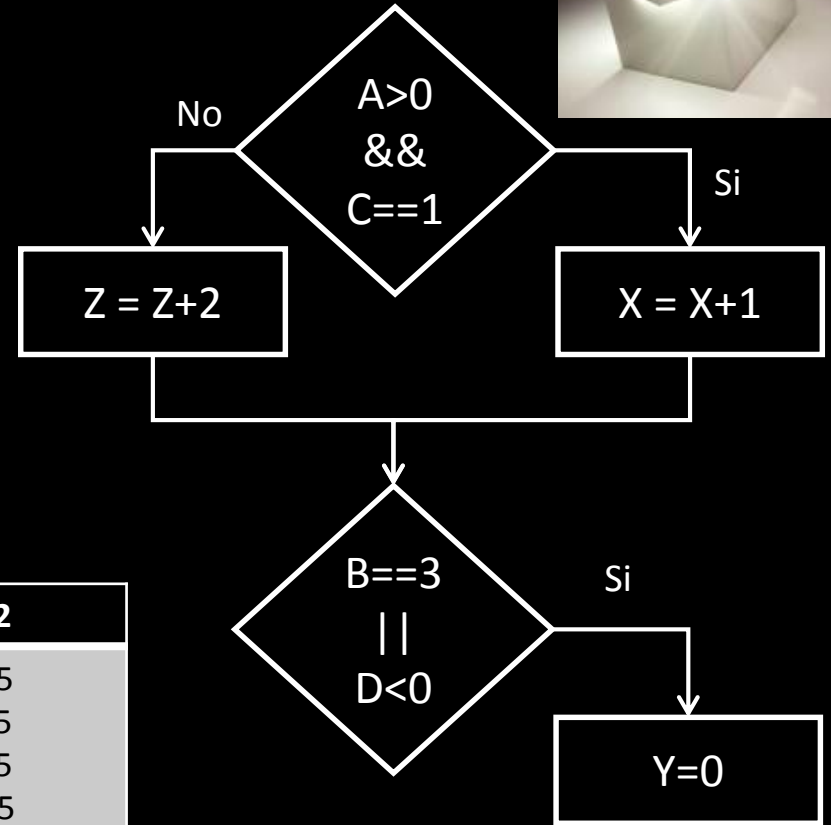 A>0
&&
C==1
No
Si
Z = Z+2
X = X+1
B==3
||
D<0
Si
Y=0
2
5
5
5
5